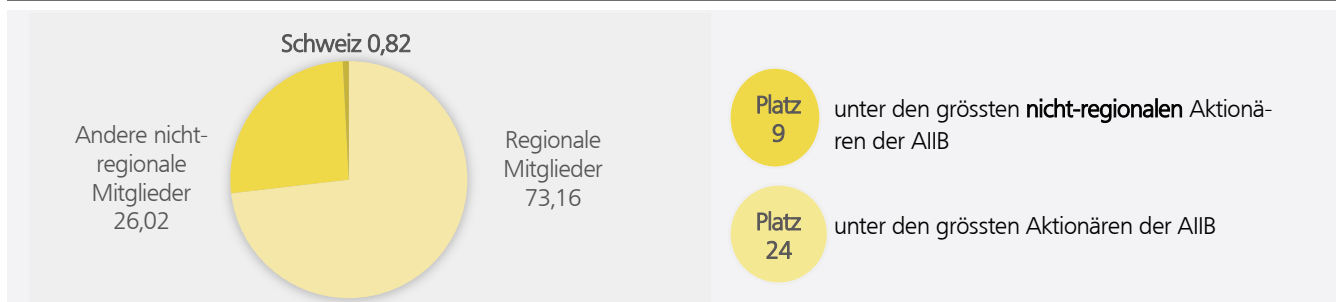 Schweiz 0,82
Andere nicht-
regionale
Mitglieder
26,02
Regionale
Mitglieder
73,16
Platz
9
unter den grössten nicht-regionalen Aktionä-
ren der AIIB
Platz
24
unter den grössten Aktionären der AIIB